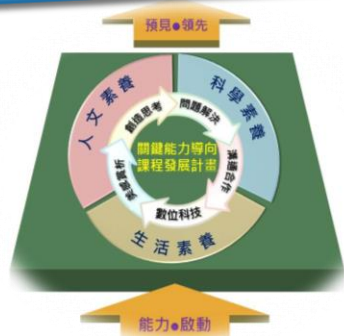 預見●領先
人文素養
科學素養
創造思考
問題解決
關鍵能力導向
課程發展計畫
美感賞析
溝通合作
數位科技
生活素養
能力●啟動